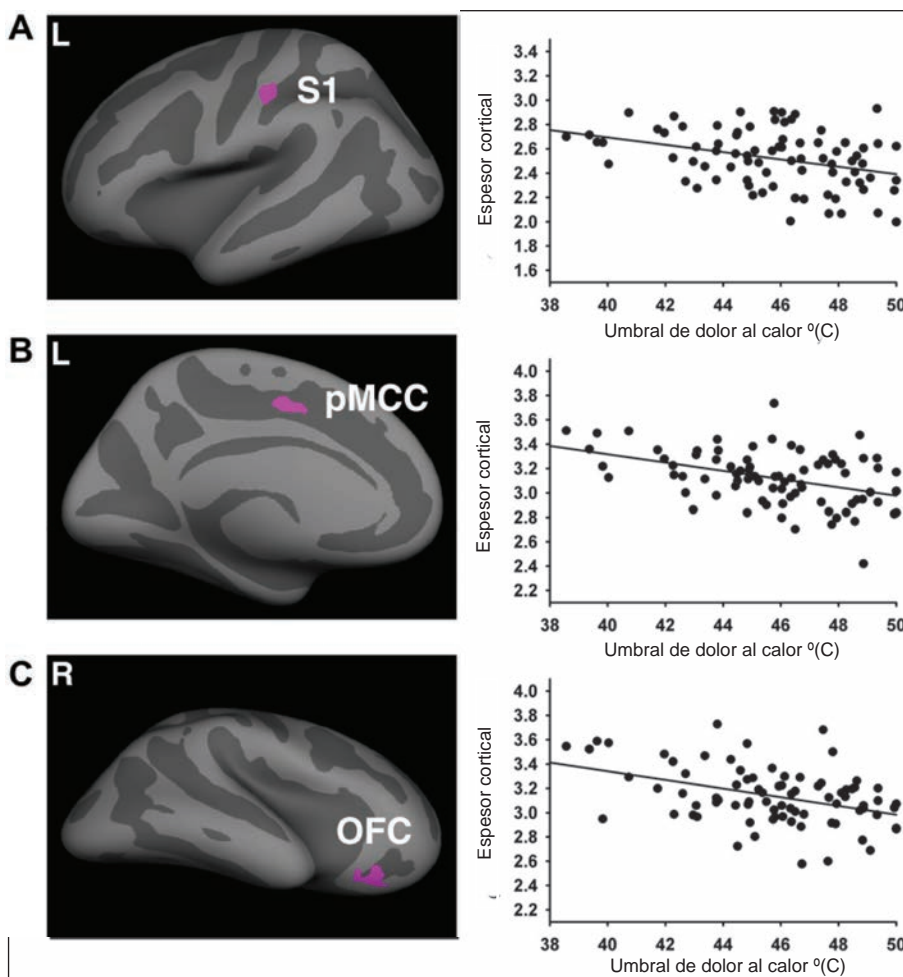 A
L
S1
Espesor cortical
3.4
3.2
3.0
2.8
2.6
2.4
2.2
2.0
1.8
1.6
38 40 42 44 46 48 50
Umbral de dolor al calor º(C)
B
L
pMCC
Espesor cortical
4.0
3.8
3.6
3.4
3.2
3.0
2.8
2.6
2.4
2.2
38 40 42 44 46 48 50
Umbral de dolor al calor º(C)
C
R
OFC
Espesor cortical
4.0
3.8
3.6
3.4
3.2
3.0
2.8
2.6
2.4
2.2
38 40 42 44 46 48 50
Umbral de dolor al calor º(C)